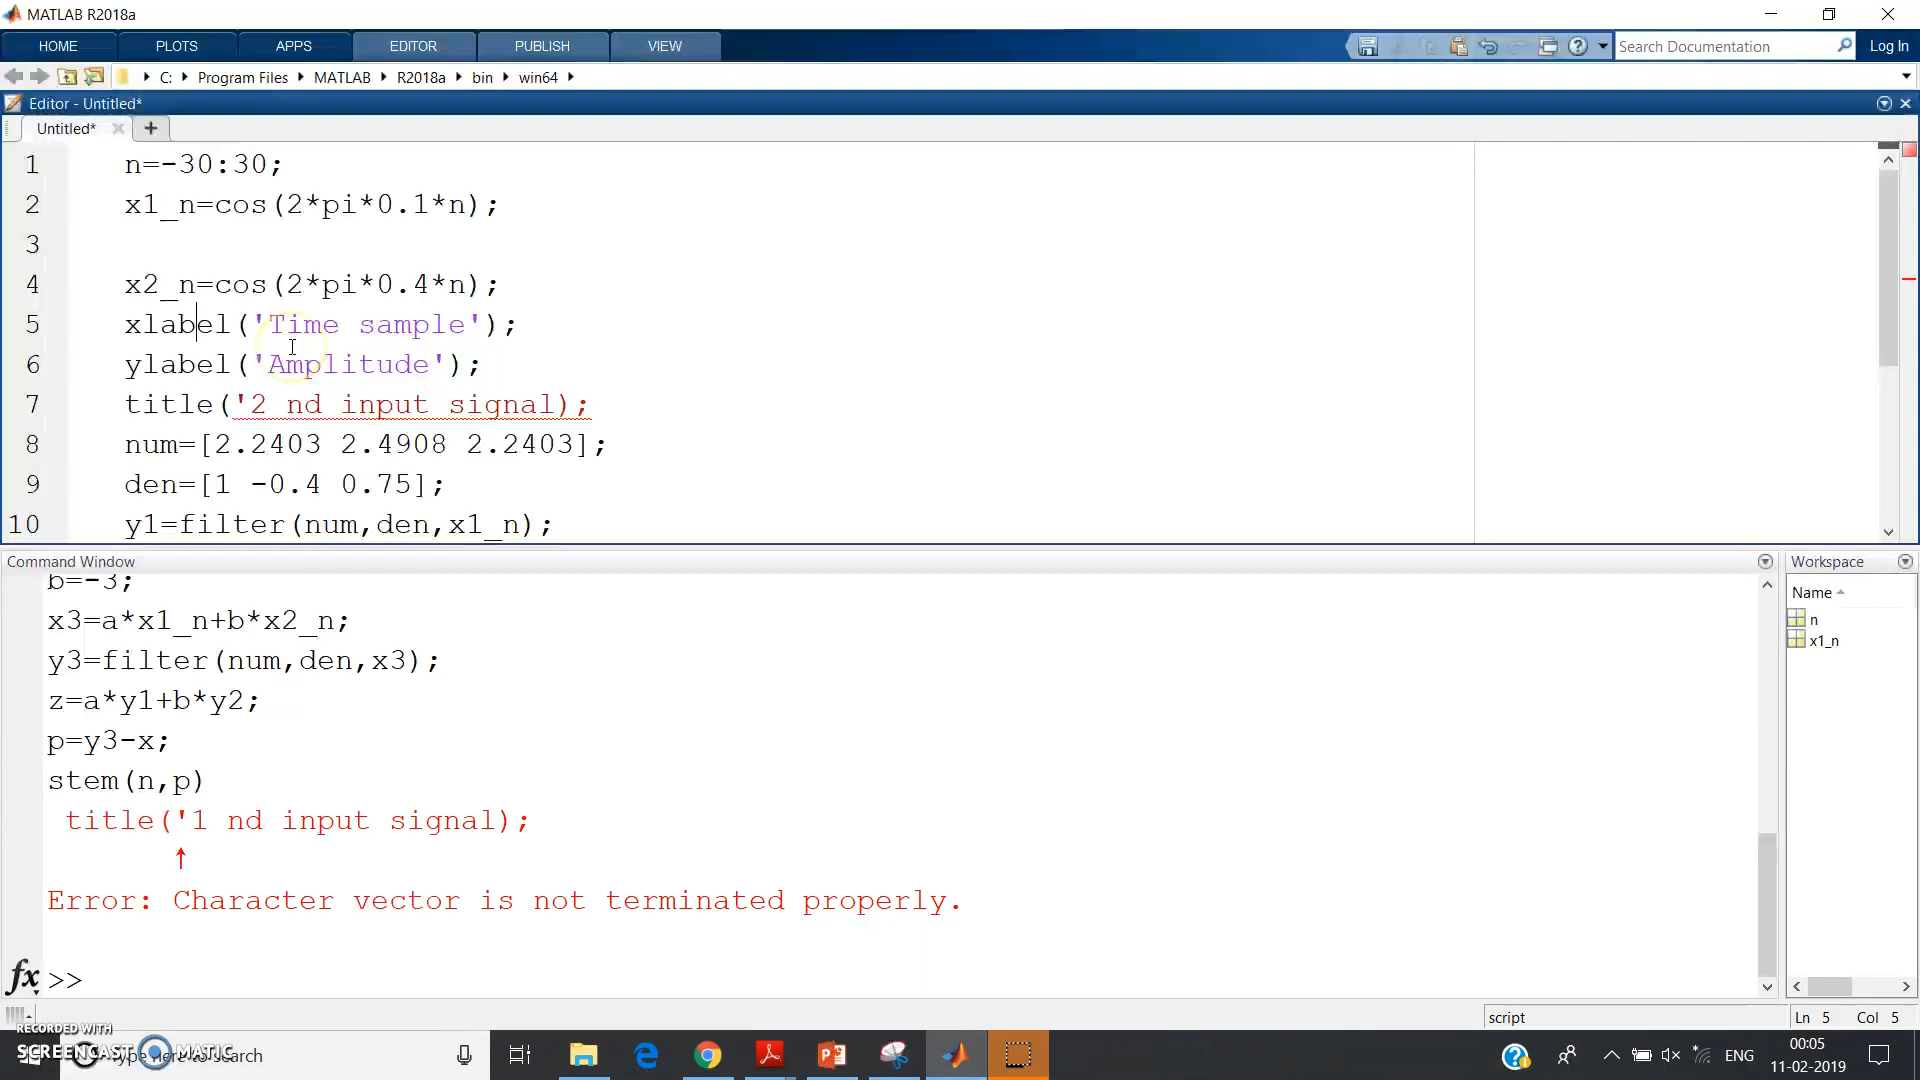 MATLAB R2018a
HOME PLOTS APPS EDITOR PUBLISH VIEW Search Documentation Log In
C: Program Files MATLAB R2018a bin win64
Editor - Untitled*
Untitled*
1 n=-30:30;
2 x1_n=cos(2*pi*0.1*n);
3
4 x2_n=cos(2*pi*0.4*n);
5 xlabel('Time sample');
6 ylabel('Amplitude');
7 title('2 nd input signal);
8 num=[2.2403 2.4908 2.2403];
9 den=[1 -0.4 0.75];
10 y1=filter(num,den,x1_n);
Command Window
b=-3;
x3=a*x1_n+b*x2_n;
y3=filter(num,den,x3);
z=a*y1+b*y2;
p=y3-x;
stem(n,p)
title('1 nd input signal);
↑
Error: Character vector is not terminated properly.
fx >>
Workspace
Name
n
x1_n
script Ln 5 Col 5
RECORDED WITH
SCREENCAST MATIC
Type here to search
ENG
00:05
11-02-2019